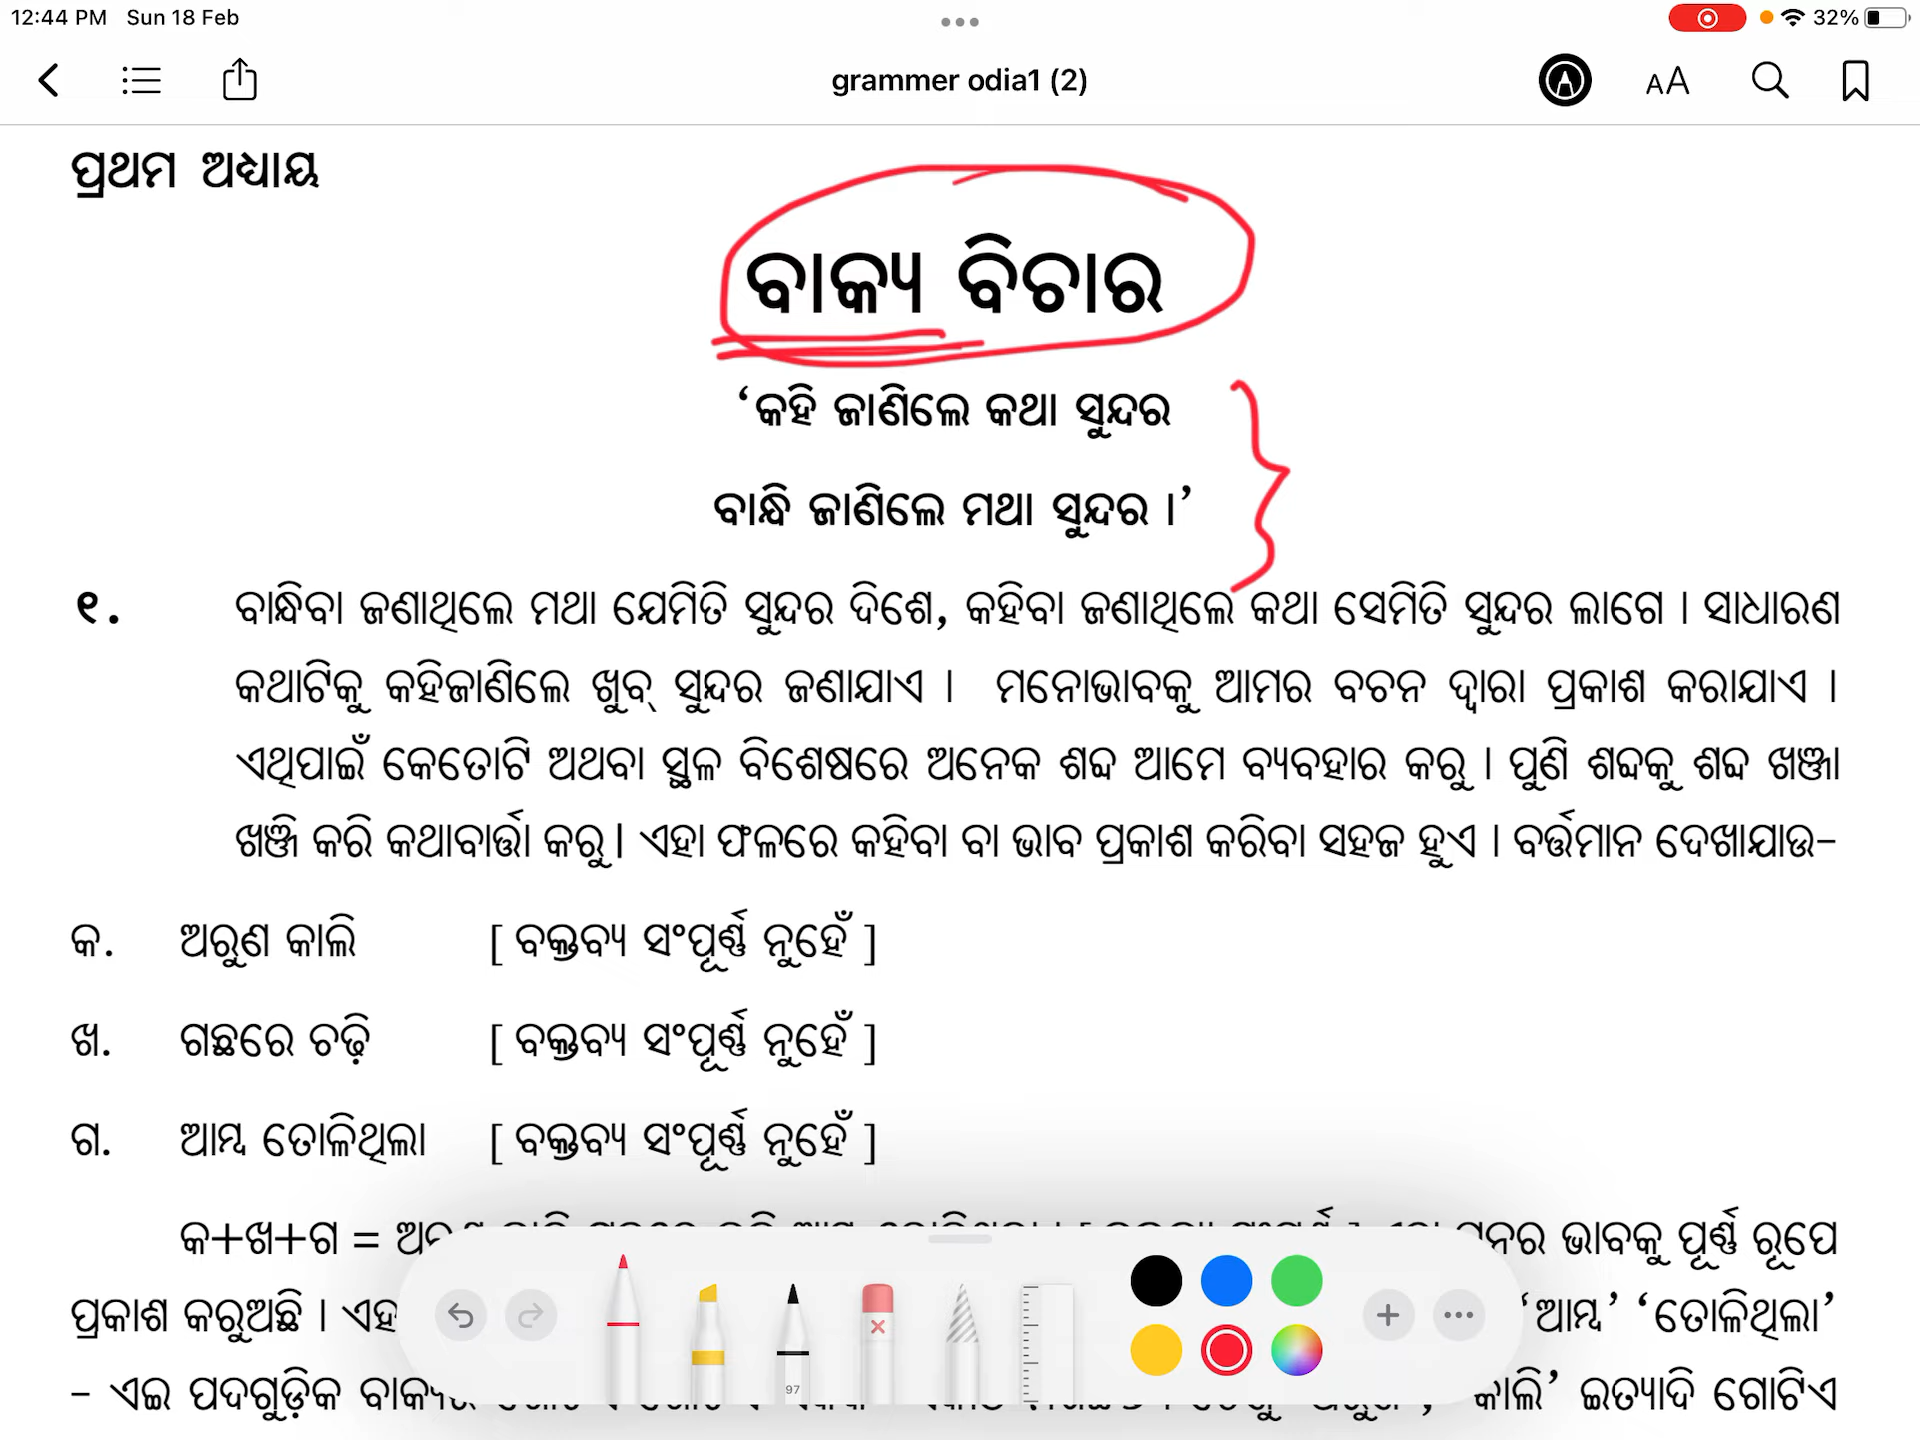 12:44 PM Sun 18 Feb
32%
grammer odia1 (2)
AA
ପ୍ରଥମ ଅଧ୍ୟାୟ
ବାକ୍ୟ ବିଚାର
‘କହି ଜାଣିଲେ କଥା ସୁନ୍ଦର
ବାନ୍ଧି ଜାଣିଲେ ମଥା ସୁନ୍ଦର ।’
୧. ବାନ୍ଧିବା ଜଣାଥିଲେ ମଥା ଯେମିତି ସୁନ୍ଦର ଦିଶେ, କହିବା ଜଣାଥିଲେ କଥା ସେମିତି ସୁନ୍ଦର ଲାଗେ । ସାଧାରଣ
କଥାଟିକୁ କହିଜାଣିଲେ ଖୁବ୍ ସୁନ୍ଦର ଜଣାଯାଏ । ମନୋଭାବକୁ ଆମର ବଚନ ଦ୍ୱାରା ପ୍ରକାଶ କରାଯାଏ ।
ଏଥିପାଇଁ କେତୋଟି ଅଥବା ସ୍ଥଳ ବିଶେଷରେ ଅନେକ ଶବ୍ଦ ଆମେ ବ୍ୟବହାର କରୁ । ପୁଣି ଶବ୍ଦକୁ ଶବ୍ଦ ଖଞ୍ଜା
ଖଞ୍ଜି କରି କଥାବାର୍ତ୍ତା କରୁ। ଏହା ଫଳରେ କହିବା ବା ଭାବ ପ୍ରକାଶ କରିବା ସହଜ ହୁଏ । ବର୍ତ୍ତମାନ ଦେଖାଯାଉ-
କ. ଅରୁଣ କାଲି [ ବକ୍ତବ୍ୟ ସଂପୂର୍ଣ୍ଣ ନୁହେଁ ]
ଖ. ଗଛରେ ଚଢ଼ି [ ବକ୍ତବ୍ୟ ସଂପୂର୍ଣ୍ଣ ନୁହେଁ ]
ଗ. ଆମ୍ବ ତୋଳିଥିଲା [ ବକ୍ତବ୍ୟ ସଂପୂର୍ଣ୍ଣ ନୁହେଁ ]
କ+ଖ+ଗ = ଭାବକୁ ପୂର୍ଣ୍ଣ ରୂପେ
ପ୍ରକାଶ କରୁଅଛି । ‘ଆମ୍ବ’ ‘ତୋଳିଥିଲା’
- ଏଇ ପଦଗୁଡ଼ିକ କାଲି’ ଇତ୍ୟାଦି ଗୋଟିଏ
97